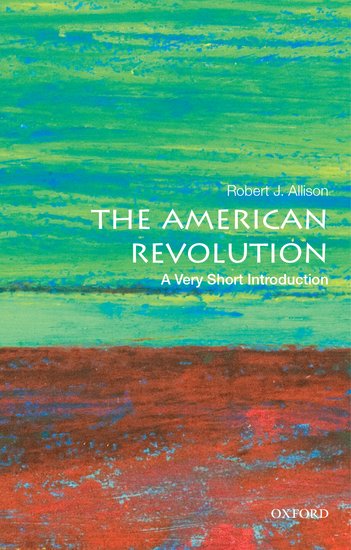 Robert J. Allison
THE AMERICAN
REVOLUTION
A Very Short Introduction
OXFORD